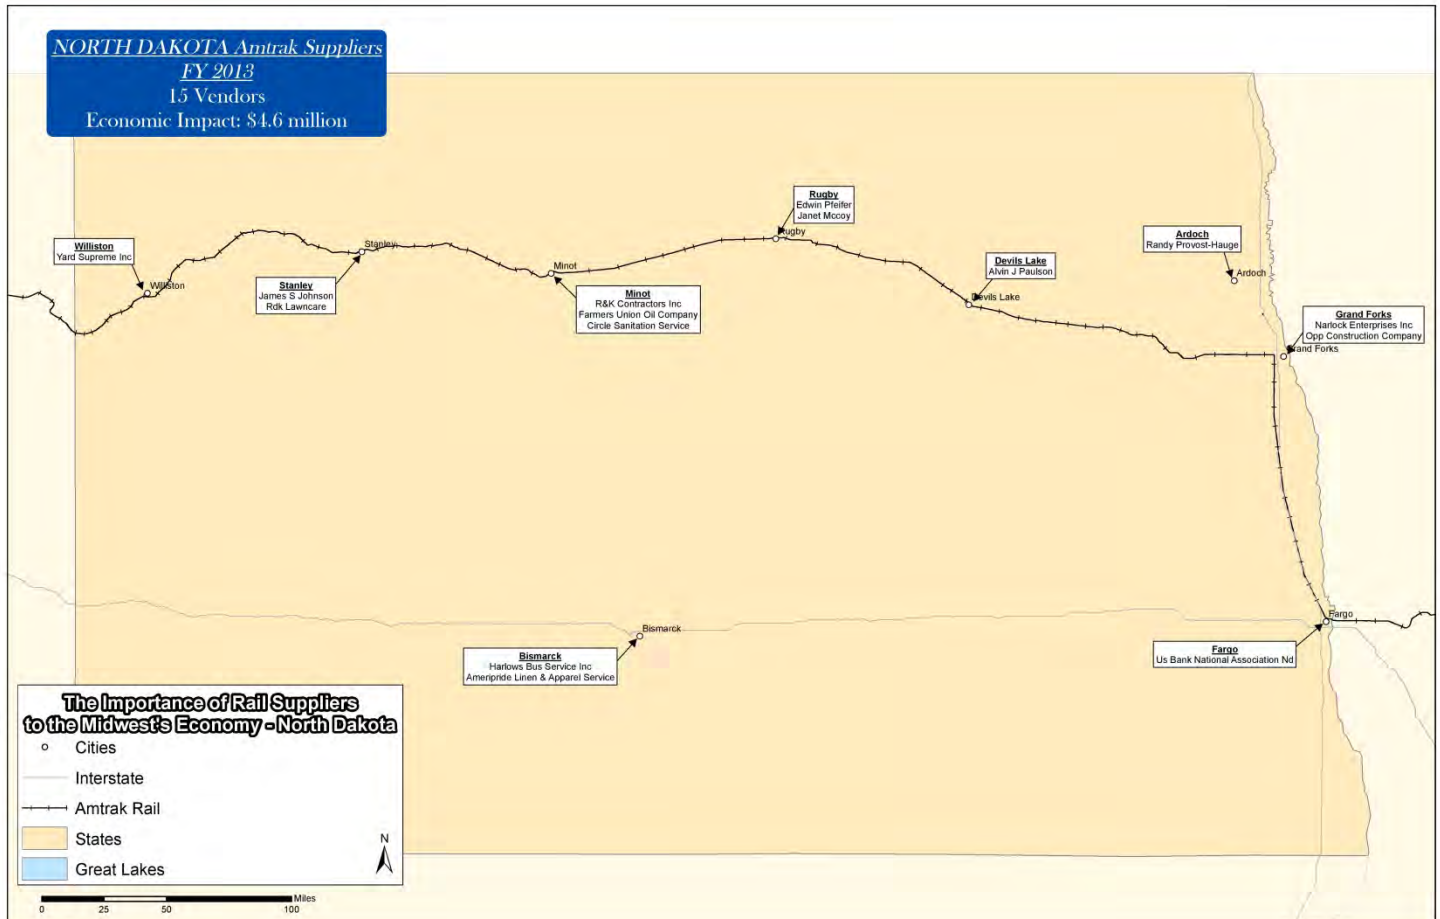 NORTH DAKOTA Amtrak Suppliers
FY 2013
15 Vendors
Economic Impact: $4.6 million
Rugby
Edwin Pfeifer
Janet Mccoy
Rugby
Ardoch
Randy Provost-Hauge
Ardoch
Williston
Yard Supreme Inc
Williston
Stanley
Stanley
James S Johnson
Rdk Lawncare
Minot
Minot
R&K Contractors Inc
Farmers Union Oil Company
Circle Sanitation Service
Devils Lake
Alvin J Paulson
Devils Lake
Grand Forks
Narlock Enterprises Inc
Opp Construction Company
Grand Forks
Bismarck
Bismarck
Harlows Bus Service Inc
Ameripride Linen & Apparel Service
Fargo
Fargo
Us Bank National Association Nd
The Importance of Rail Suppliers
to the Midwest's Economy - North Dakota
Cities
Interstate
Amtrak Rail
States
Great Lakes
N
Miles
0 25 50 100